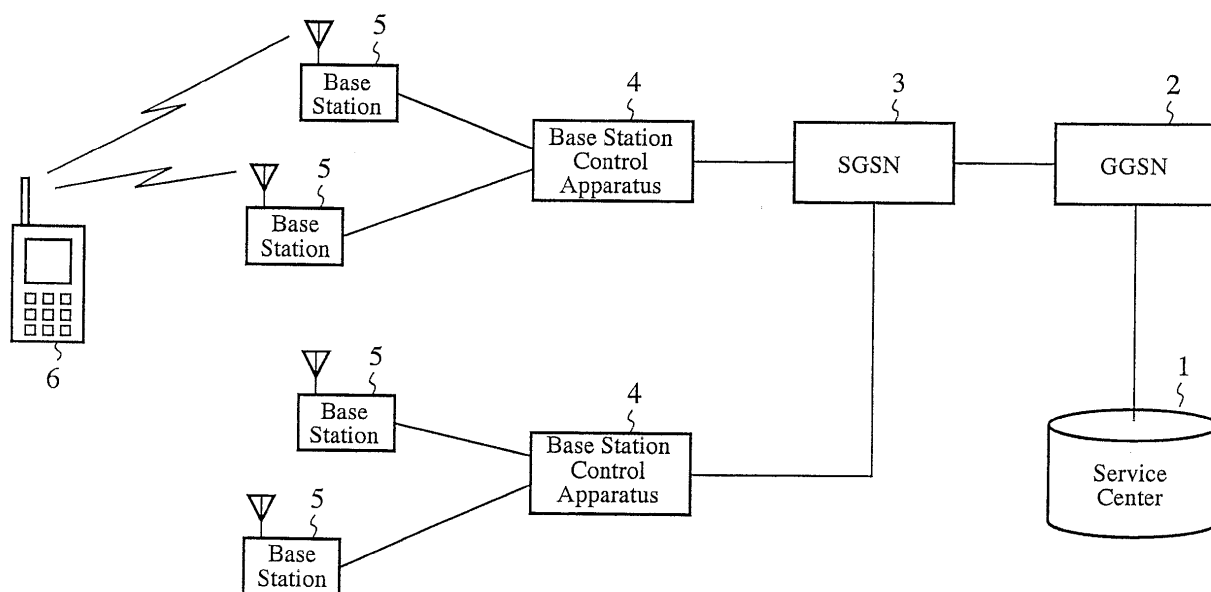 5
Base
Station
4
Base Station
Control
Apparatus
3
SGSN
2
GGSN
5
Base
Station
6
5
Base
Station
4
Base Station
Control
Apparatus
1
Service
Center
5
Base
Station